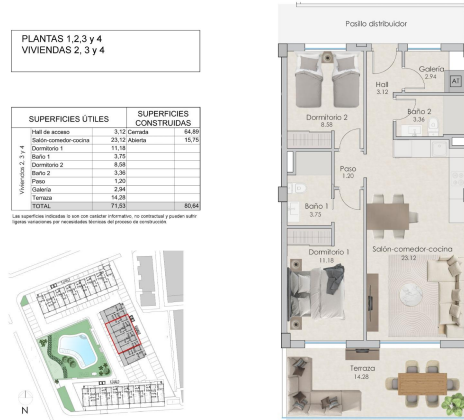 PLANTAS 1,2,3 y 4
VIVIENDAS 2, 3 y 4
SUPERFICIES ÚTILES
SUPERFICIES CONSTRUIDAS
Viviendas 2, 3 y 4
Hall de acceso 3,12 Cerrada 64,89
Salón-comedor-cocina 23,12 Abierta 15,75
Dormitorio 1 11,18
Baño 1 3,75
Dormitorio 2 8,58
Baño 2 3,36
Paso 1,20
Galería 2,94
Terraza 14,28
TOTAL 71,53 80,64
Las superficies indicadas lo son con carácter informativo, no contractual y pueden sufrir
ligeras variaciones por necesidades técnicas del proceso de construcción.
N
Pasillo distribuidor
Galería
2.94
AT
Hall
3.12
Baño 2
3.36
Dormitorio 2
8.58
Paso
1.20
Baño 1
3.75
Dormitorio 1
11.18
Salón-comedor-cocina
23.12
Terraza
14.28